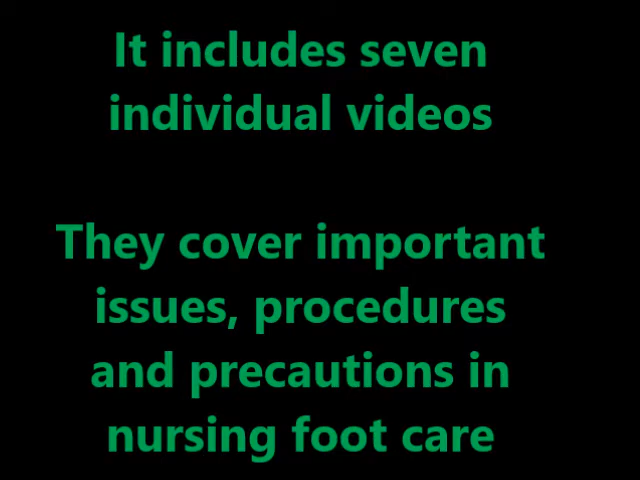 It includes seven
individual videos
They cover important
issues, procedures
and precautions in
nursing foot care